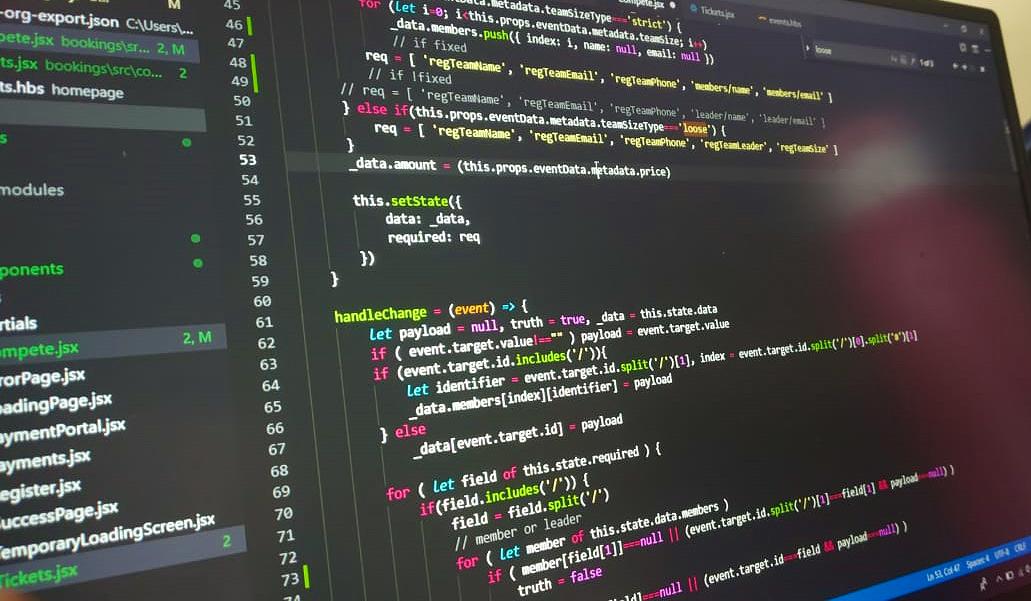 -org-export.json C:\Users\...
pete.jsx bookings\sr... 2, M
ts.jsx bookings\src\co... 2
ts.hbs homepage
s
modules
ponents
rtials
mpete.jsx 2, M
rorPage.jsx
oadingPage.jsx
aymentPortal.jsx
ayments.jsx
egister.jsx
uccessPage.jsx
emporaryLoadingScreen.jsx
Tickets.jsx 2
M
mpete.jsx
Tickets.jsx
events.hbs
loose
1 of 3
45 for (let i=0; i<this.props.eventData.metadata.teamSize; i++)
metadata.teamSizeType==='strict') {
46 _data.members.push({ index: i, name: null, email: null })
47 // if fixed
48 req = [ 'regTeamName', 'regTeamEmail', 'regTeamPhone', 'members/name', 'members/email' ]
49 // if !fixed
50 // req = [ 'regTeamName', 'regTeamEmail', 'regTeamPhone', 'leader/name', 'leader/email' ]
51 } else if(this.props.eventData.metadata.teamSizeType==='loose') {
52 req = [ 'regTeamName', 'regTeamEmail', 'regTeamPhone', 'regTeamLeader', 'regTeamSize' ]
53 }
54 _data.amount = (this.props.eventData.metadata.price)
55
56 this.setState({
57 data: _data,
58 required: req
59 })
60 }
61
62 handleChange = (event) => {
63 let payload = null, truth = true, _data = this.state.data
64 if ( event.target.value!=="" ) payload = event.target.value
65 if (event.target.id.includes('/')){
66 let identifier = event.target.id.split('/')[1], index = event.target.id.split('/')[0].split('*')[1]
67 _data.members[index][identifier] = payload
68 } else
69 _data[event.target.id] = payload
70
71 for ( let field of this.state.required ) {
72 if(field.includes('/')) {
73 field = field.split('/')
74 // member or leader
for ( let member of this.state.data.members )
if ( member[field[1]]===null || (event.target.id.split('/')[1]===field[1] && payload===null) )
truth = false
===null || (event.target.id===field && payload===null) )
Ln 53, Col 47 Spaces: 4 UTF-8 CRLF